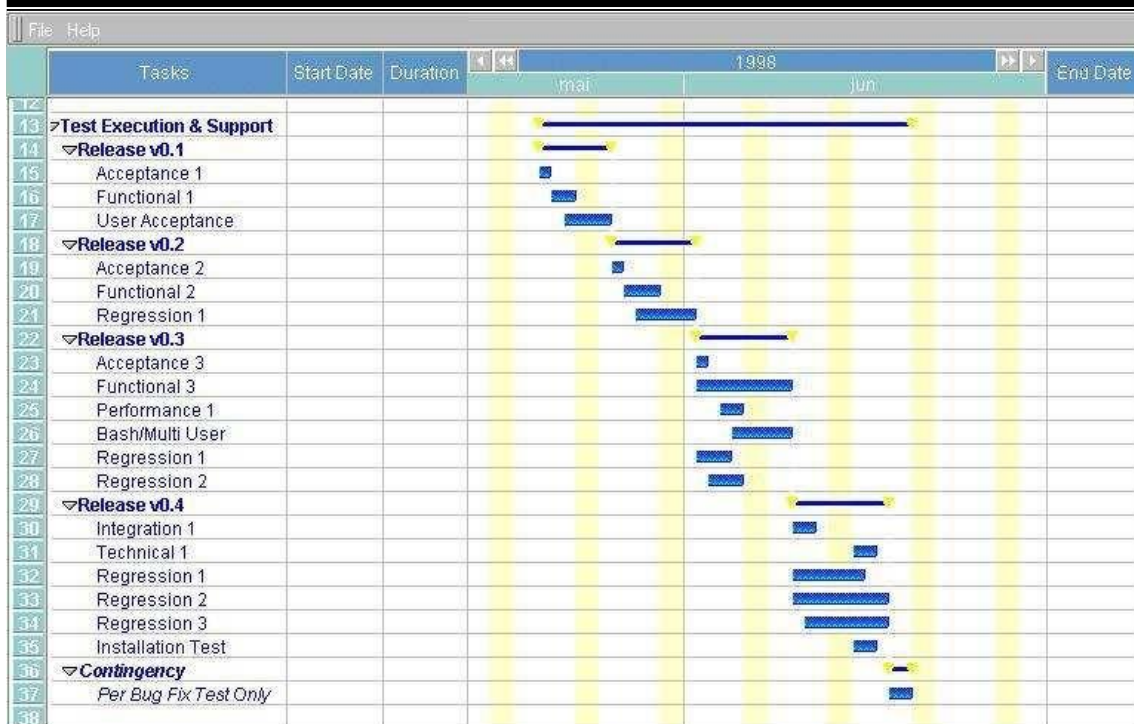 File Help
Tasks Start Date Duration 1998 End Date
mai jun
12
13 Test Execution & Support
14 Release v0.1
15 Acceptance 1
16 Functional 1
17 User Acceptance
18 Release v0.2
19 Acceptance 2
20 Functional 2
21 Regression 1
22 Release v0.3
23 Acceptance 3
24 Functional 3
25 Performance 1
26 Bash/Multi User
27 Regression 1
28 Regression 2
29 Release v0.4
30 Integration 1
31 Technical 1
32 Regression 1
33 Regression 2
34 Regression 3
35 Installation Test
36 Contingency
37 Per Bug Fix Test Only
38